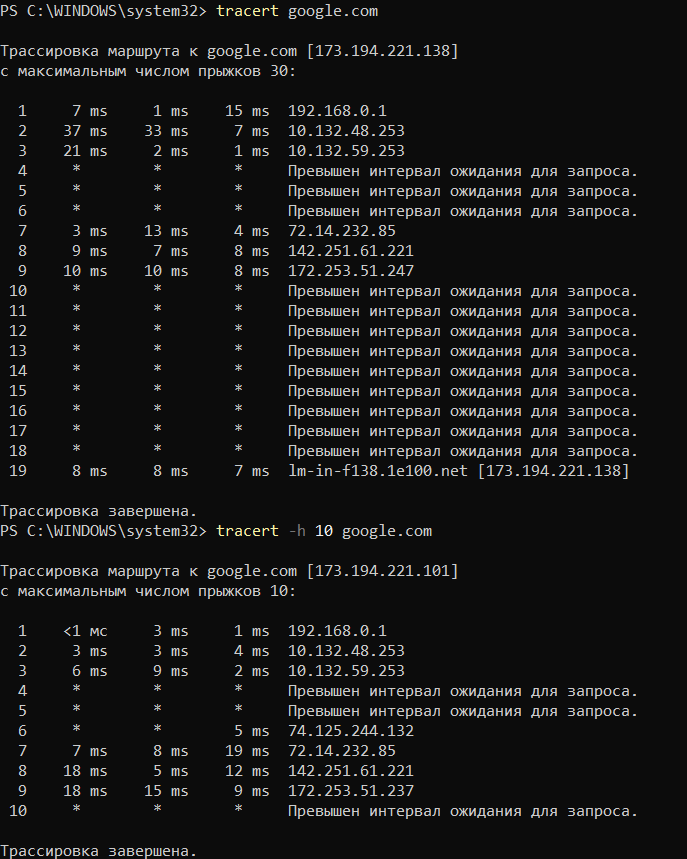 PS C:\WINDOWS\system32> tracert google.com
Трассировка маршрута к google.com [173.194.221.138]
с максимальным числом прыжков 30:
1 7 ms 1 ms 15 ms 192.168.0.1
2 37 ms 33 ms 7 ms 10.132.48.253
3 21 ms 2 ms 1 ms 10.132.59.253
4 * * * Превышен интервал ожидания для запроса.
5 * * * Превышен интервал ожидания для запроса.
6 * * * Превышен интервал ожидания для запроса.
7 3 ms 13 ms 4 ms 72.14.232.85
8 9 ms 7 ms 8 ms 142.251.61.221
9 10 ms 10 ms 8 ms 172.253.51.247
10 * * * Превышен интервал ожидания для запроса.
11 * * * Превышен интервал ожидания для запроса.
12 * * * Превышен интервал ожидания для запроса.
13 * * * Превышен интервал ожидания для запроса.
14 * * * Превышен интервал ожидания для запроса.
15 * * * Превышен интервал ожидания для запроса.
16 * * * Превышен интервал ожидания для запроса.
17 * * * Превышен интервал ожидания для запроса.
18 * * * Превышен интервал ожидания для запроса.
19 8 ms 8 ms 7 ms lm-in-f138.1e100.net [173.194.221.138]
Трассировка завершена.
PS C:\WINDOWS\system32> tracert -h 10 google.com
Трассировка маршрута к google.com [173.194.221.101]
с максимальным числом прыжков 10:
1 <1 мс 3 ms 1 ms 192.168.0.1
2 3 ms 3 ms 4 ms 10.132.48.253
3 6 ms 9 ms 2 ms 10.132.59.253
4 * * * Превышен интервал ожидания для запроса.
5 * * * Превышен интервал ожидания для запроса.
6 * * 5 ms 74.125.244.132
7 7 ms 8 ms 19 ms 72.14.232.85
8 18 ms 5 ms 12 ms 142.251.61.221
9 18 ms 15 ms 9 ms 172.253.51.237
10 * * * Превышен интервал ожидания для запроса.
Трассировка завершена.